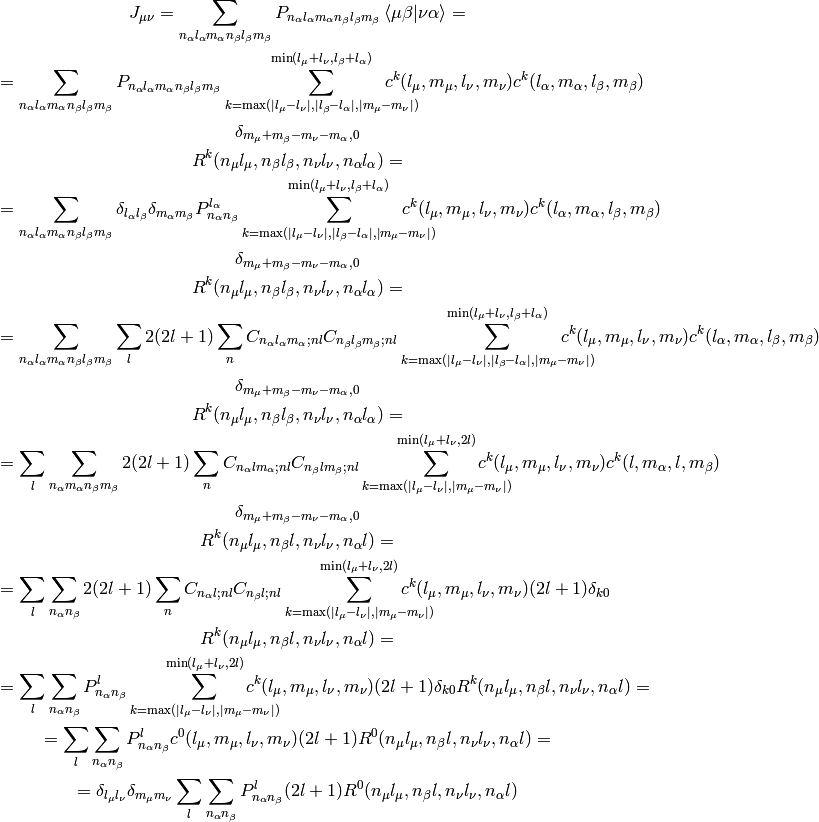 $J_{\mu\nu} = \sum_{n_\alpha l_\alpha m_\alpha n_\beta l_\beta m_\beta} P_{n_\alpha l_\alpha m_\alpha n_\beta l_\beta m_\beta} \langle \mu\beta | \nu\alpha \rangle =$
$= \sum_{n_\alpha l_\alpha m_\alpha n_\beta l_\beta m_\beta} P_{n_\alpha l_\alpha m_\alpha n_\beta l_\beta m_\beta} \sum_{k=\max(|l_\mu-l_\nu|,|l_\beta-l_\alpha|,|m_\mu-m_\nu|)}^{\min(l_\mu+l_\nu,l_\beta+l_\alpha)} c^k(l_\mu, m_\mu, l_\nu, m_\nu) c^k(l_\alpha, m_\alpha, l_\beta, m_\beta)$
$\delta_{m_\mu+m_\beta-m_\nu-m_\alpha,0}$
$R^k(n_\mu l_\mu, n_\beta l_\beta, n_\nu l_\nu, n_\alpha l_\alpha) =$
$= \sum_{n_\alpha l_\alpha m_\alpha n_\beta l_\beta m_\beta} \delta_{l_\alpha l_\beta} \delta_{m_\alpha m_\beta} P^{l_\alpha}_{n_\alpha n_\beta} \sum_{k=\max(|l_\mu-l_\nu|,|l_\beta-l_\alpha|,|m_\mu-m_\nu|)}^{\min(l_\mu+l_\nu,l_\beta+l_\alpha)} c^k(l_\mu, m_\mu, l_\nu, m_\nu) c^k(l_\alpha, m_\alpha, l_\beta, m_\beta)$
$\delta_{m_\mu+m_\beta-m_\nu-m_\alpha,0}$
$R^k(n_\mu l_\mu, n_\beta l_\beta, n_\nu l_\nu, n_\alpha l_\alpha) =$
$= \sum_{n_\alpha l_\alpha m_\alpha n_\beta l_\beta m_\beta} \sum_l 2(2l+1) \sum_n C_{n_\alpha l_\alpha m_\alpha;nl} C_{n_\beta l_\beta m_\beta;nl} \sum_{k=\max(|l_\mu-l_\nu|,|l_\beta-l_\alpha|,|m_\mu-m_\nu|)}^{\min(l_\mu+l_\nu,l_\beta+l_\alpha)} c^k(l_\mu, m_\mu, l_\nu, m_\nu) c^k(l_\alpha, m_\alpha, l_\beta, m_\beta)$
$\delta_{m_\mu+m_\beta-m_\nu-m_\alpha,0}$
$R^k(n_\mu l_\mu, n_\beta l_\beta, n_\nu l_\nu, n_\alpha l_\alpha) =$
$= \sum_l \sum_{n_\alpha m_\alpha n_\beta m_\beta} 2(2l+1) \sum_n C_{n_\alpha l m_\alpha;nl} C_{n_\beta l m_\beta;nl} \sum_{k=\max(|l_\mu-l_\nu|,|m_\mu-m_\nu|)}^{\min(l_\mu+l_\nu,2l)} c^k(l_\mu, m_\mu, l_\nu, m_\nu) c^k(l, m_\alpha, l, m_\beta)$
$\delta_{m_\mu+m_\beta-m_\nu-m_\alpha,0}$
$R^k(n_\mu l_\mu, n_\beta l, n_\nu l_\nu, n_\alpha l) =$
$= \sum_l \sum_{n_\alpha n_\beta} 2(2l+1) \sum_n C_{n_\alpha l;nl} C_{n_\beta l;nl} \sum_{k=\max(|l_\mu-l_\nu|,|m_\mu-m_\nu|)}^{\min(l_\mu+l_\nu,2l)} c^k(l_\mu, m_\mu, l_\nu, m_\nu)(2l+1)\delta_{k0}$
$R^k(n_\mu l_\mu, n_\beta l, n_\nu l_\nu, n_\alpha l) =$
$= \sum_l \sum_{n_\alpha n_\beta} P^l_{n_\alpha n_\beta} \sum_{k=\max(|l_\mu-l_\nu|,|m_\mu-m_\nu|)}^{\min(l_\mu+l_\nu,2l)} c^k(l_\mu, m_\mu, l_\nu, m_\nu)(2l+1)\delta_{k0} R^k(n_\mu l_\mu, n_\beta l, n_\nu l_\nu, n_\alpha l) =$
$= \sum_l \sum_{n_\alpha n_\beta} P^l_{n_\alpha n_\beta} c^0(l_\mu, m_\mu, l_\nu, m_\nu)(2l+1) R^0(n_\mu l_\mu, n_\beta l, n_\nu l_\nu, n_\alpha l) =$
$= \delta_{l_\mu l_\nu} \delta_{m_\mu m_\nu} \sum_l \sum_{n_\alpha n_\beta} P^l_{n_\alpha n_\beta} (2l+1) R^0(n_\mu l_\mu, n_\beta l, n_\nu l_\nu, n_\alpha l)$